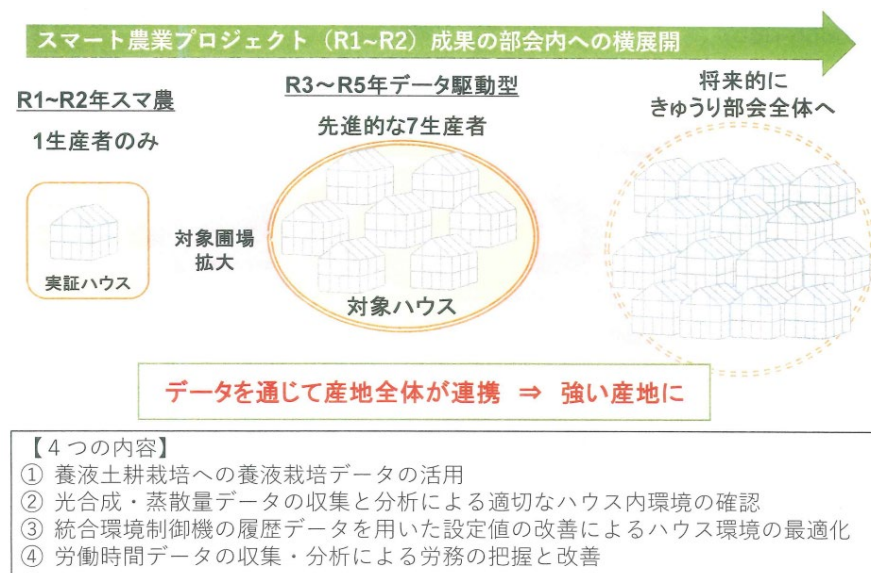 スマート農業プロジェクト（R1~R2）成果の部会内への横展開
R1~R2年スマ農
1生産者のみ
実証ハウス
対象圃場
拡大
R3～R5年データ駆動型
先進的な7生産者
対象ハウス
将来的に
きゅうり部会全体へ
データを通じて産地全体が連携 ⇒ 強い産地に
【４つの内容】
① 養液土耕栽培への養液栽培データの活用
② 光合成・蒸散量データの収集と分析による適切なハウス内環境の確認
③ 統合環境制御機の履歴データを用いた設定値の改善によるハウス環境の最適化
④ 労働時間データの収集・分析による労務の把握と改善